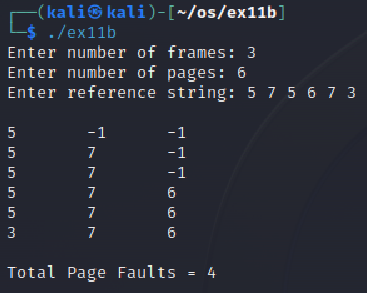 ┌──(kali㉿kali)-[~/os/ex11b]
└─$ ./ex11b
Enter number of frames: 3
Enter number of pages: 6
Enter reference string: 5 7 5 6 7 3
5 -1 -1
5 7 -1
5 7 -1
5 7 6
5 7 6
3 7 6
Total Page Faults = 4